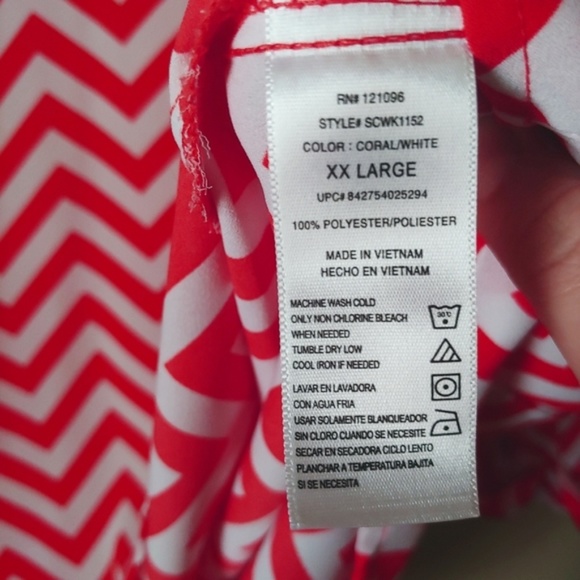 RN# 121096
STYLE# SCWK1152
COLOR : CORAL/WHITE
XX LARGE
UPC# 842754025294
100% POLYESTER/POLIESTER
MADE IN VIETNAM
HECHO EN VIETNAM
MACHINE WASH COLD
ONLY NON CHLORINE BLEACH
WHEN NEEDED
TUMBLE DRY LOW
COOL IRON IF NEEDED
30°C
LAVAR EN LAVADORA
CON AGUA FRIA
USAR SOLAMENTE BLANQUEADOR
SIN CLORO CUANDO SE NECESITE
SECAR EN SECADORA CICLO LENTO
PLANCHAR A TEMPERATURA BAJITA
SI SE NECESITA